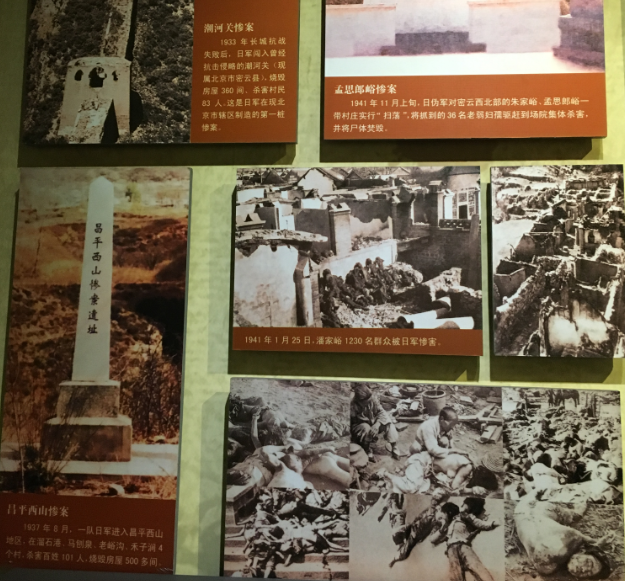 潮河关惨案
1933 年长城抗战
失败后，日军闯入曾经
抗击侵略的潮河关（现
属北京市密云县），烧毁
房屋 360 间、杀害村民
83 人。这是日军在现北
京市辖区制造的第一桩
惨案。
孟思郎峪惨案
1941 年 11 月上旬，日伪军对密云西北部的朱家峪、孟思郎峪一
带村庄实行“扫荡”，将抓到的 36 名老弱妇孺驱赶到场院集体杀害，
并将尸体焚毁。
昌平西山惨案遗址
1941 年 1 月 25 日，潘家峪 1230 名群众被日军惨害。
昌平西山惨案
1937 年 8 月，一队日军进入昌平西山
地区，在溜石港、马刨泉、老峪沟、禾子涧 4
个村，杀害百姓 101 人，烧毁房屋 500 多间。